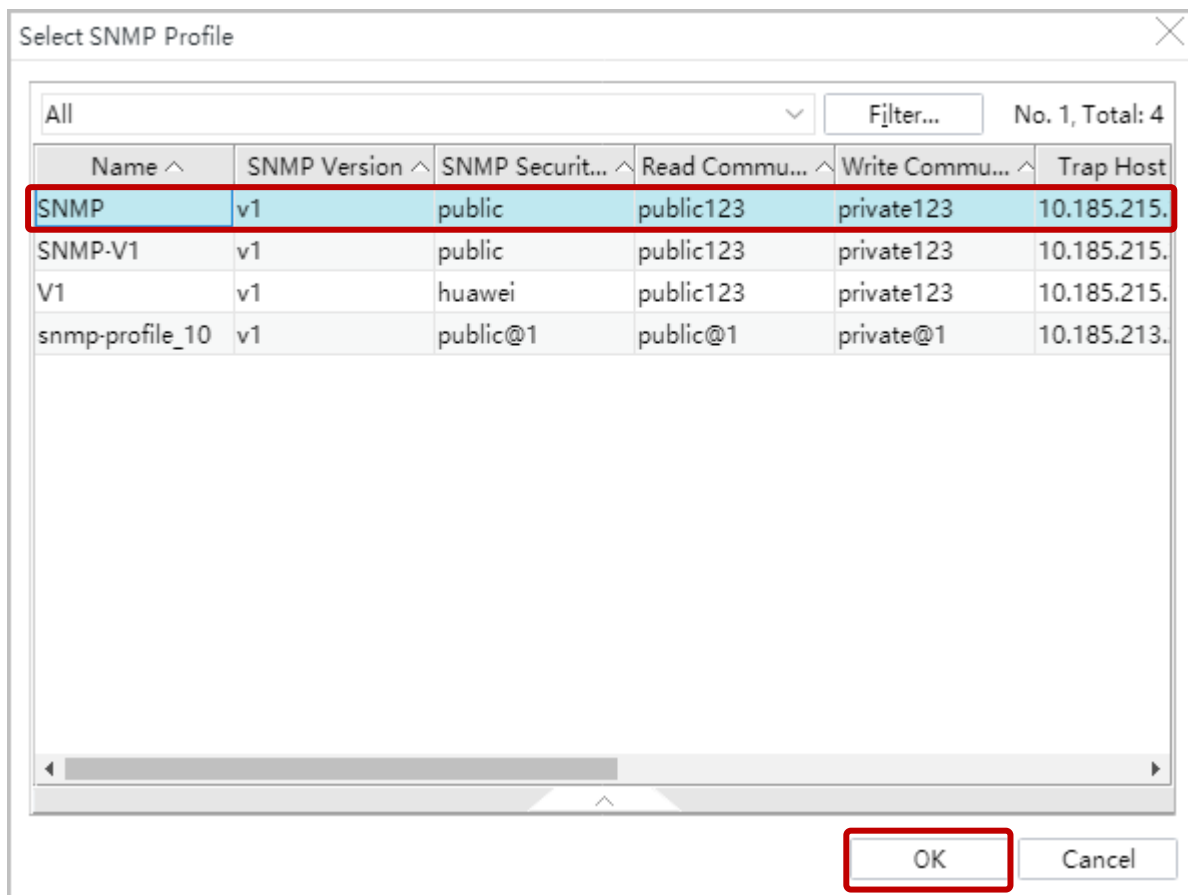 Select SNMP Profile
All Filter... No. 1, Total: 4
Name SNMP Version SNMP Securit... Read Commu... Write Commu... Trap Host
SNMP v1 public public123 private123 10.185.215.
SNMP-V1 v1 public public123 private123 10.185.215.
V1 v1 huawei public123 private123 10.185.215.
snmp-profile_10 v1 public@1 public@1 private@1 10.185.213.
OK Cancel